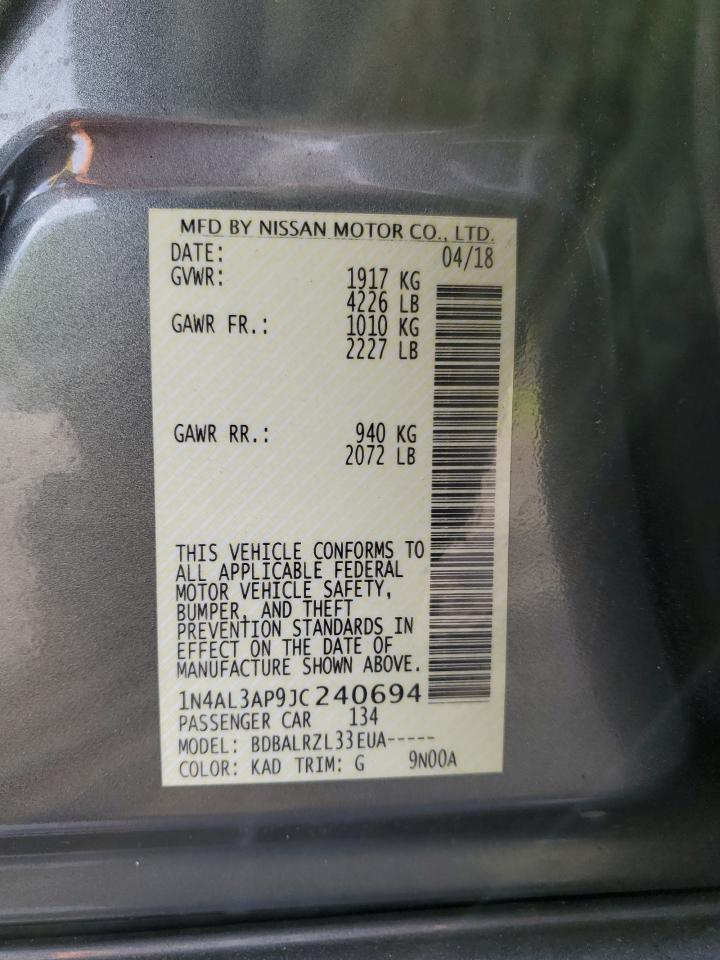 MFD BY NISSAN MOTOR CO., LTD.
DATE: 04/18
GVWR: 1917 KG
4226 LB
GAWR FR.: 1010 KG
2227 LB
GAWR RR.: 940 KG
2072 LB
THIS VEHICLE CONFORMS TO
ALL APPLICABLE FEDERAL
MOTOR VEHICLE SAFETY,
BUMPER, AND THEFT
PREVENTION STANDARDS IN
EFFECT ON THE DATE OF
MANUFACTURE SHOWN ABOVE.
1N4AL3AP9JC240694
PASSENGER CAR 134
MODEL: BDBALRZL33EUA-----
COLOR: KAD TRIM: G 9N00A